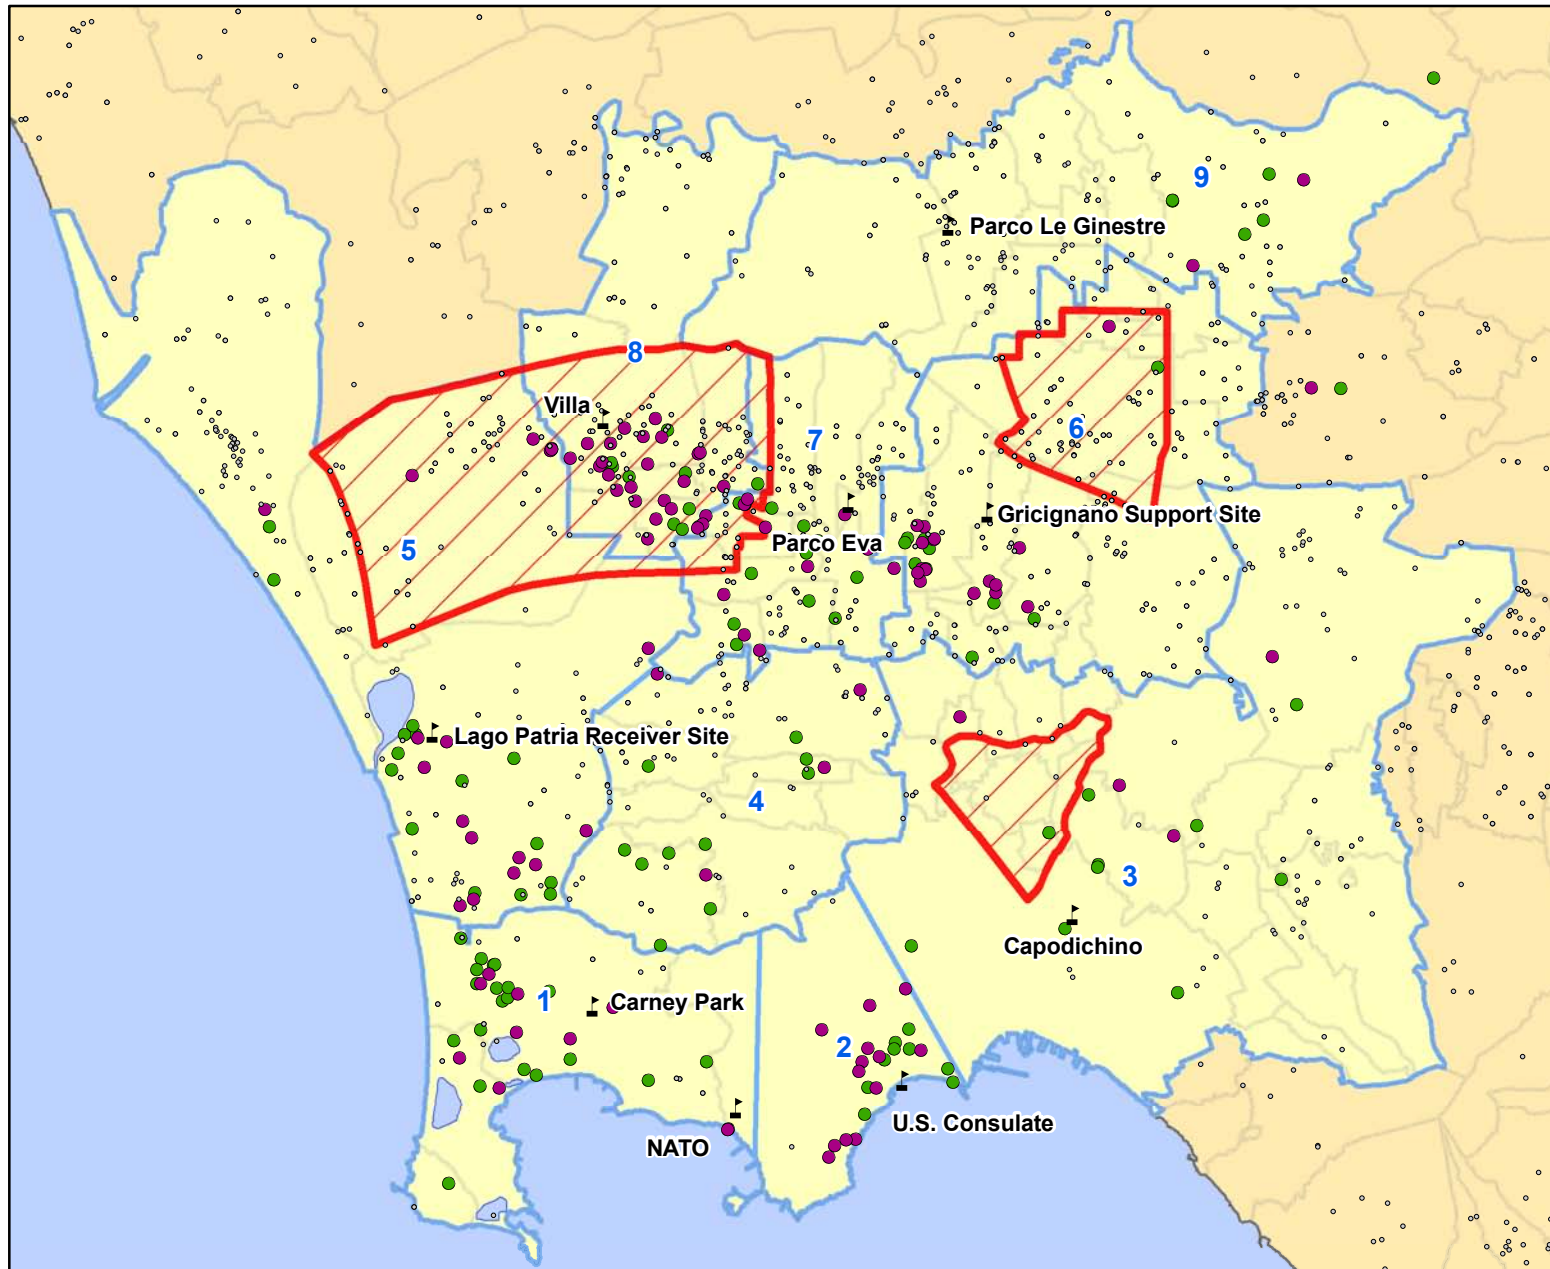 9
Parco Le Ginestre
8
Villa
6
7
Gricignano Support Site
Parco Eva
5
Lago Patria Receiver Site
4
3
Capodichino
1
Carney Park
2
U.S. Consulate
NATO